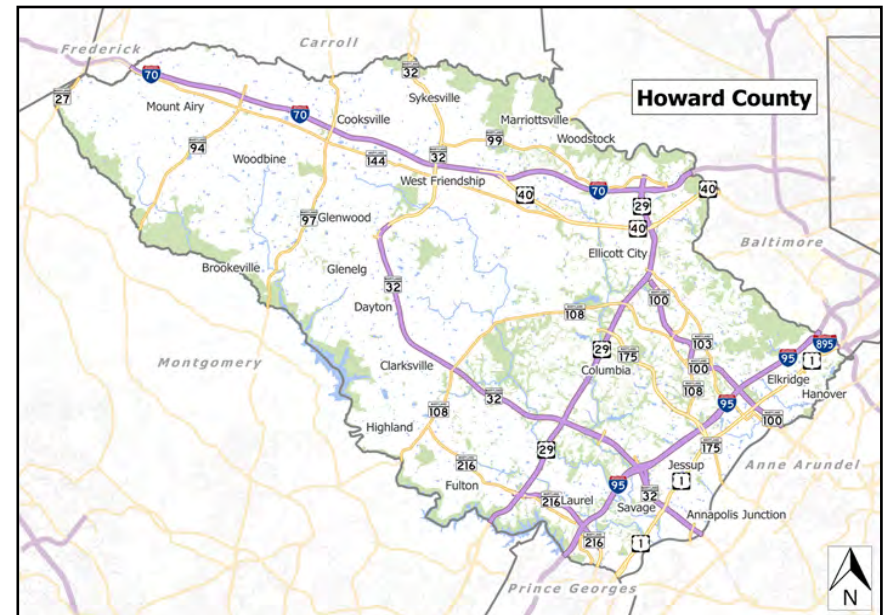 Frederick
Carroll
70
32
27
Mount Airy
Sykesville
Howard County
70
Cooksville
Marriottsville
94
99
Woodstock
Woodbine
144
32
West Friendship
70
40
29
40
97
Glenwood
40
Baltimore
Ellicott City
Brookeville
Glenelg
32
100
Dayton
108
103
895
29
175
95
1
Montgomery
Clarksville
Columbia
100
Elkridge
32
108
Hanover
95
108
100
Highland
29
175
216
Jessup
Anne Arundel
Fulton
95
1
32
216
Laurel
Savage
Annapolis Junction
216
1
Prince Georges
N
MARYLAND